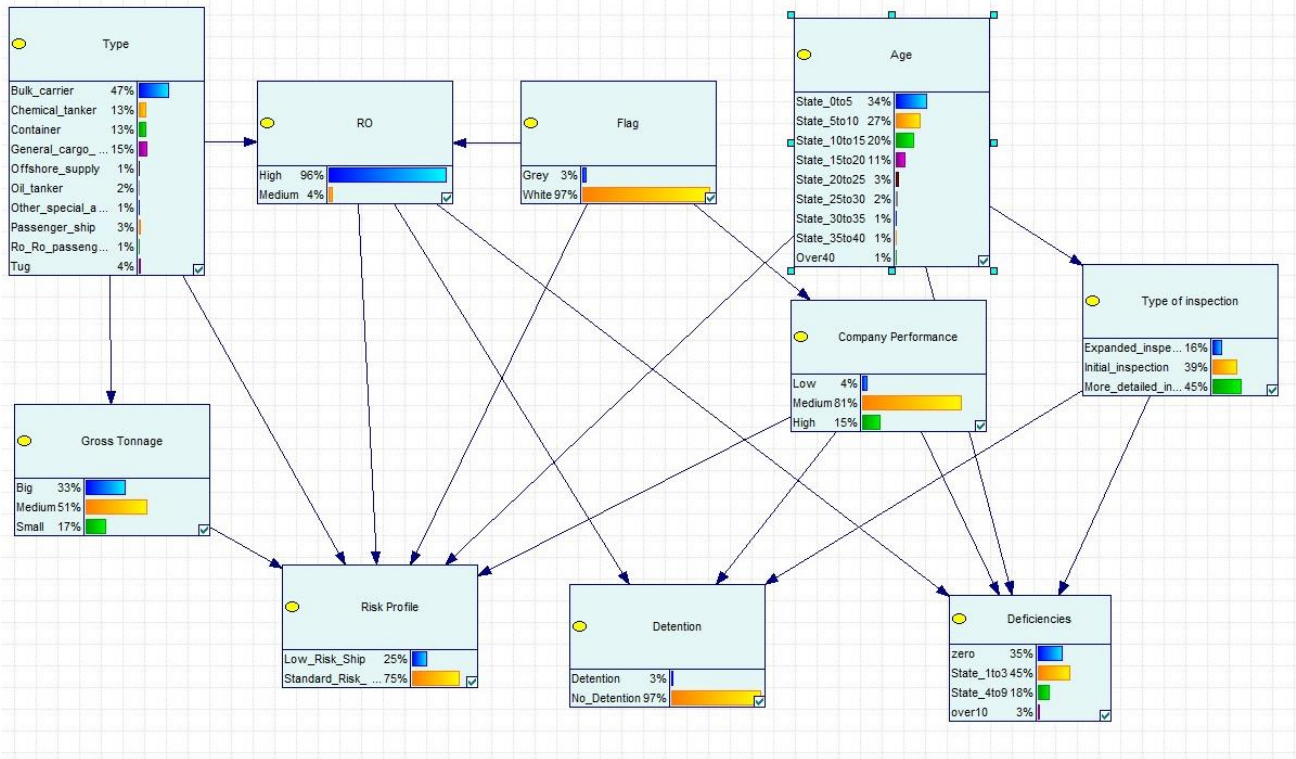 Type
Bulk_carrier 47%
Chemical_tanker 13%
Container 13%
General_cargo_ ... 15%
Offshore_supply 1%
Oil_tanker 2%
Other_special_a ... 1%
Passenger_ship 3%
Ro_Ro_passeng... 1%
Tug 4%
RO
High 96%
Medium 4%
Flag
Grey 3%
White 97%
Age
State_0to5 34%
State_5to10 27%
State_10to15 20%
State_15to20 11%
State_20to25 3%
State_25to30 2%
State_30to35 1%
State_35to40 1%
Over40 1%
Company Performance
Low 4%
Medium 81%
High 15%
Type of inspection
Expanded_inspe... 16%
Initial_inspection 39%
More_detailed_in... 45%
Gross Tonnage
Big 33%
Medium 51%
Small 17%
Risk Profile
Low_Risk_Ship 25%
Standard_Risk_ ... 75%
Detention
Detention 3%
No_Detention 97%
Deficiencies
zero 35%
State_1to3 45%
State_4to9 18%
over10 3%